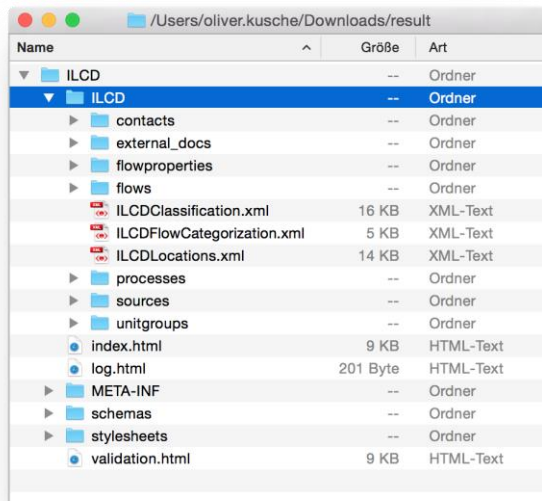 /Users/oliver.kusche/Downloads/result
Name Größe Art
ILCD -- Ordner
ILCD -- Ordner
contacts -- Ordner
external_docs -- Ordner
flowproperties -- Ordner
flows -- Ordner
ILCDClassification.xml 16 KB XML-Text
ILCDFlowCategorization.xml 5 KB XML-Text
ILCDLocations.xml 14 KB XML-Text
processes -- Ordner
sources -- Ordner
unitgroups -- Ordner
index.html 9 KB HTML-Text
log.html 201 Byte HTML-Text
META-INF -- Ordner
schemas -- Ordner
stylesheets -- Ordner
validation.html 9 KB HTML-Text